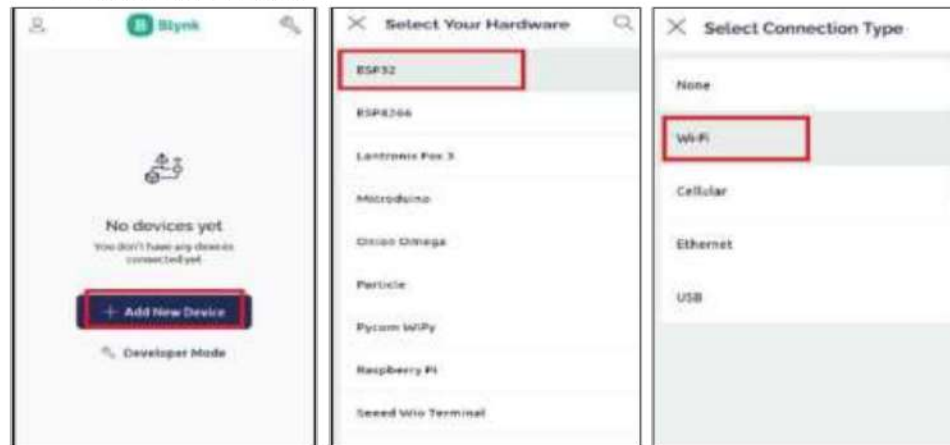 Blynk
No devices yet
You don't have any devices
connected yet
+ Add New Device
Developer Mode
Select Your Hardware
ESP32
ESP8266
Lantronix Fox 3
Microduino
Onion Omega
Particle
Pycom WiPy
Raspberry Pi
Seeed Wio Terminal
Select Connection Type
None
Wi-Fi
Cellular
Ethernet
USB